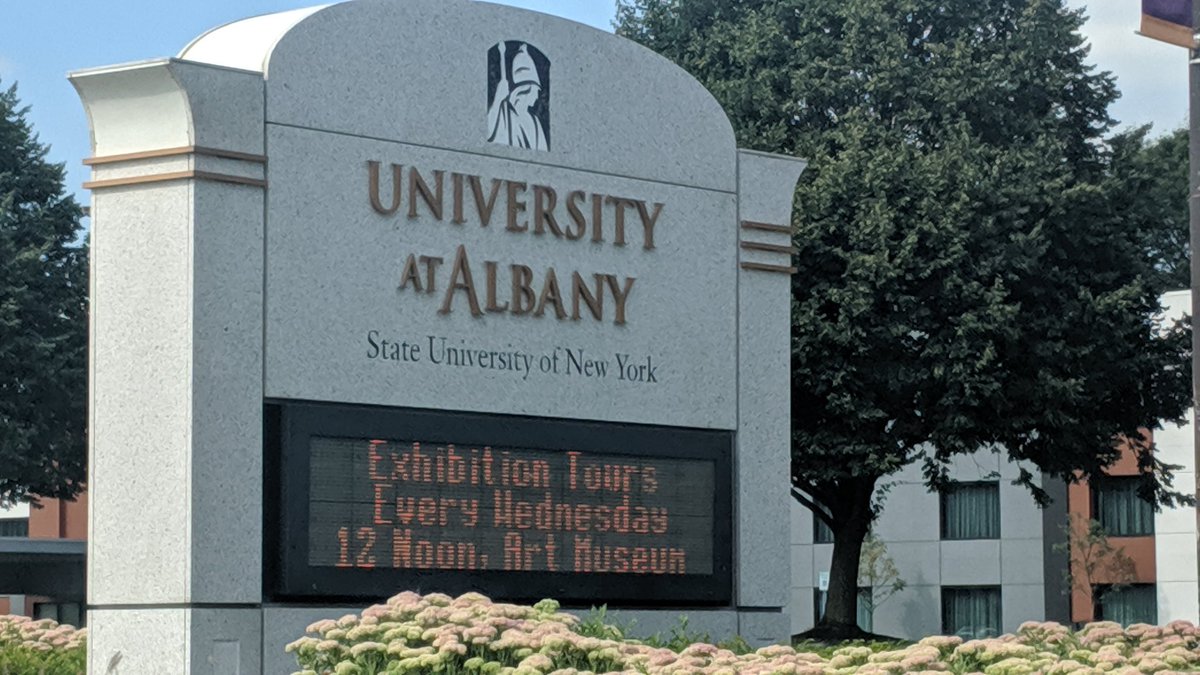 UNIVERSITY
AT ALBANY
State University of New York
Exhibition Tours
Every Wednesday
12 Noon, Art Museum